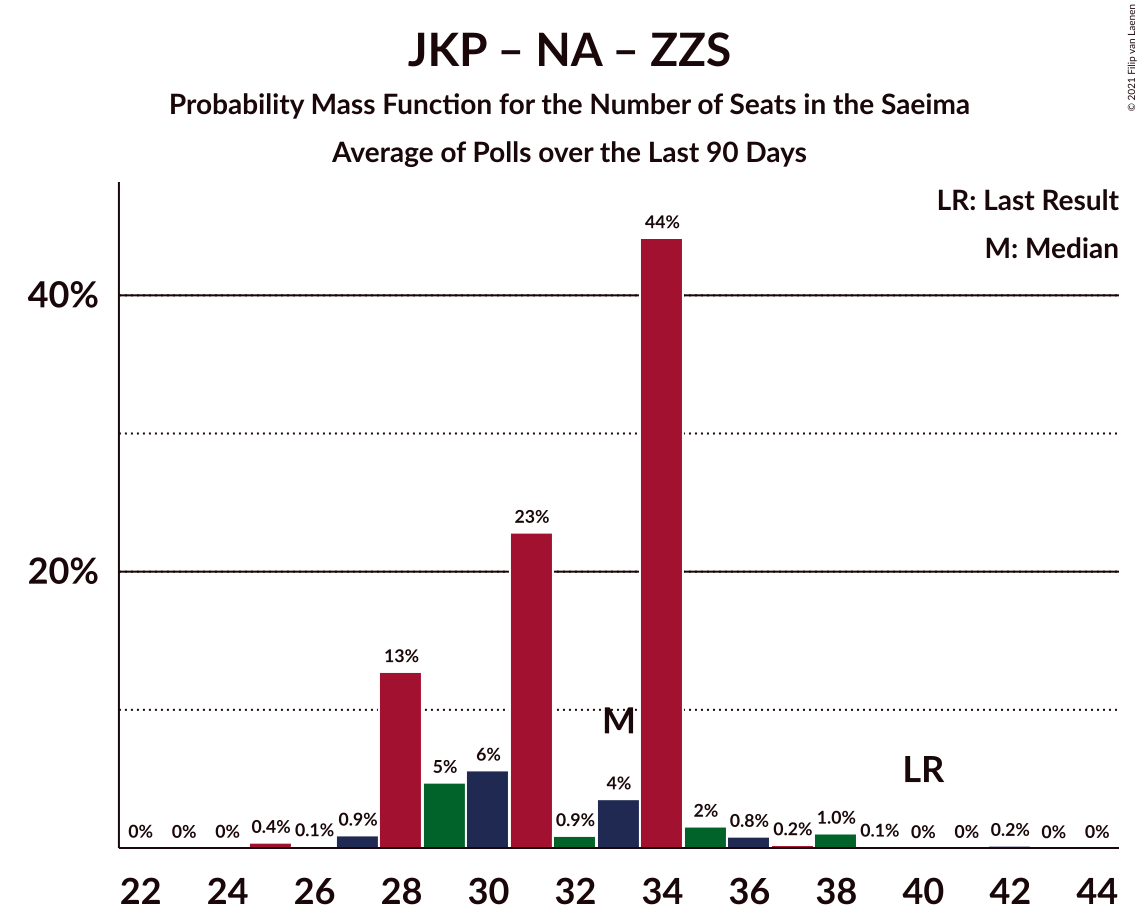 JKP – NA – ZZS
Probability Mass Function for the Number of Seats in the Saeima
Average of Polls over the Last 90 Days
© 2021 Filip van Laenen
LR: Last Result
M: Median
40%
20%
0%
0%
0%
0.4%
0.1%
0.9%
13%
5%
6%
23%
0.9%
4%
44%
2%
0.8%
0.2%
1.0%
0.1%
0%
0%
0.2%
0%
0%
M
LR
22 24 26 28 30 32 34 36 38 40 42 44